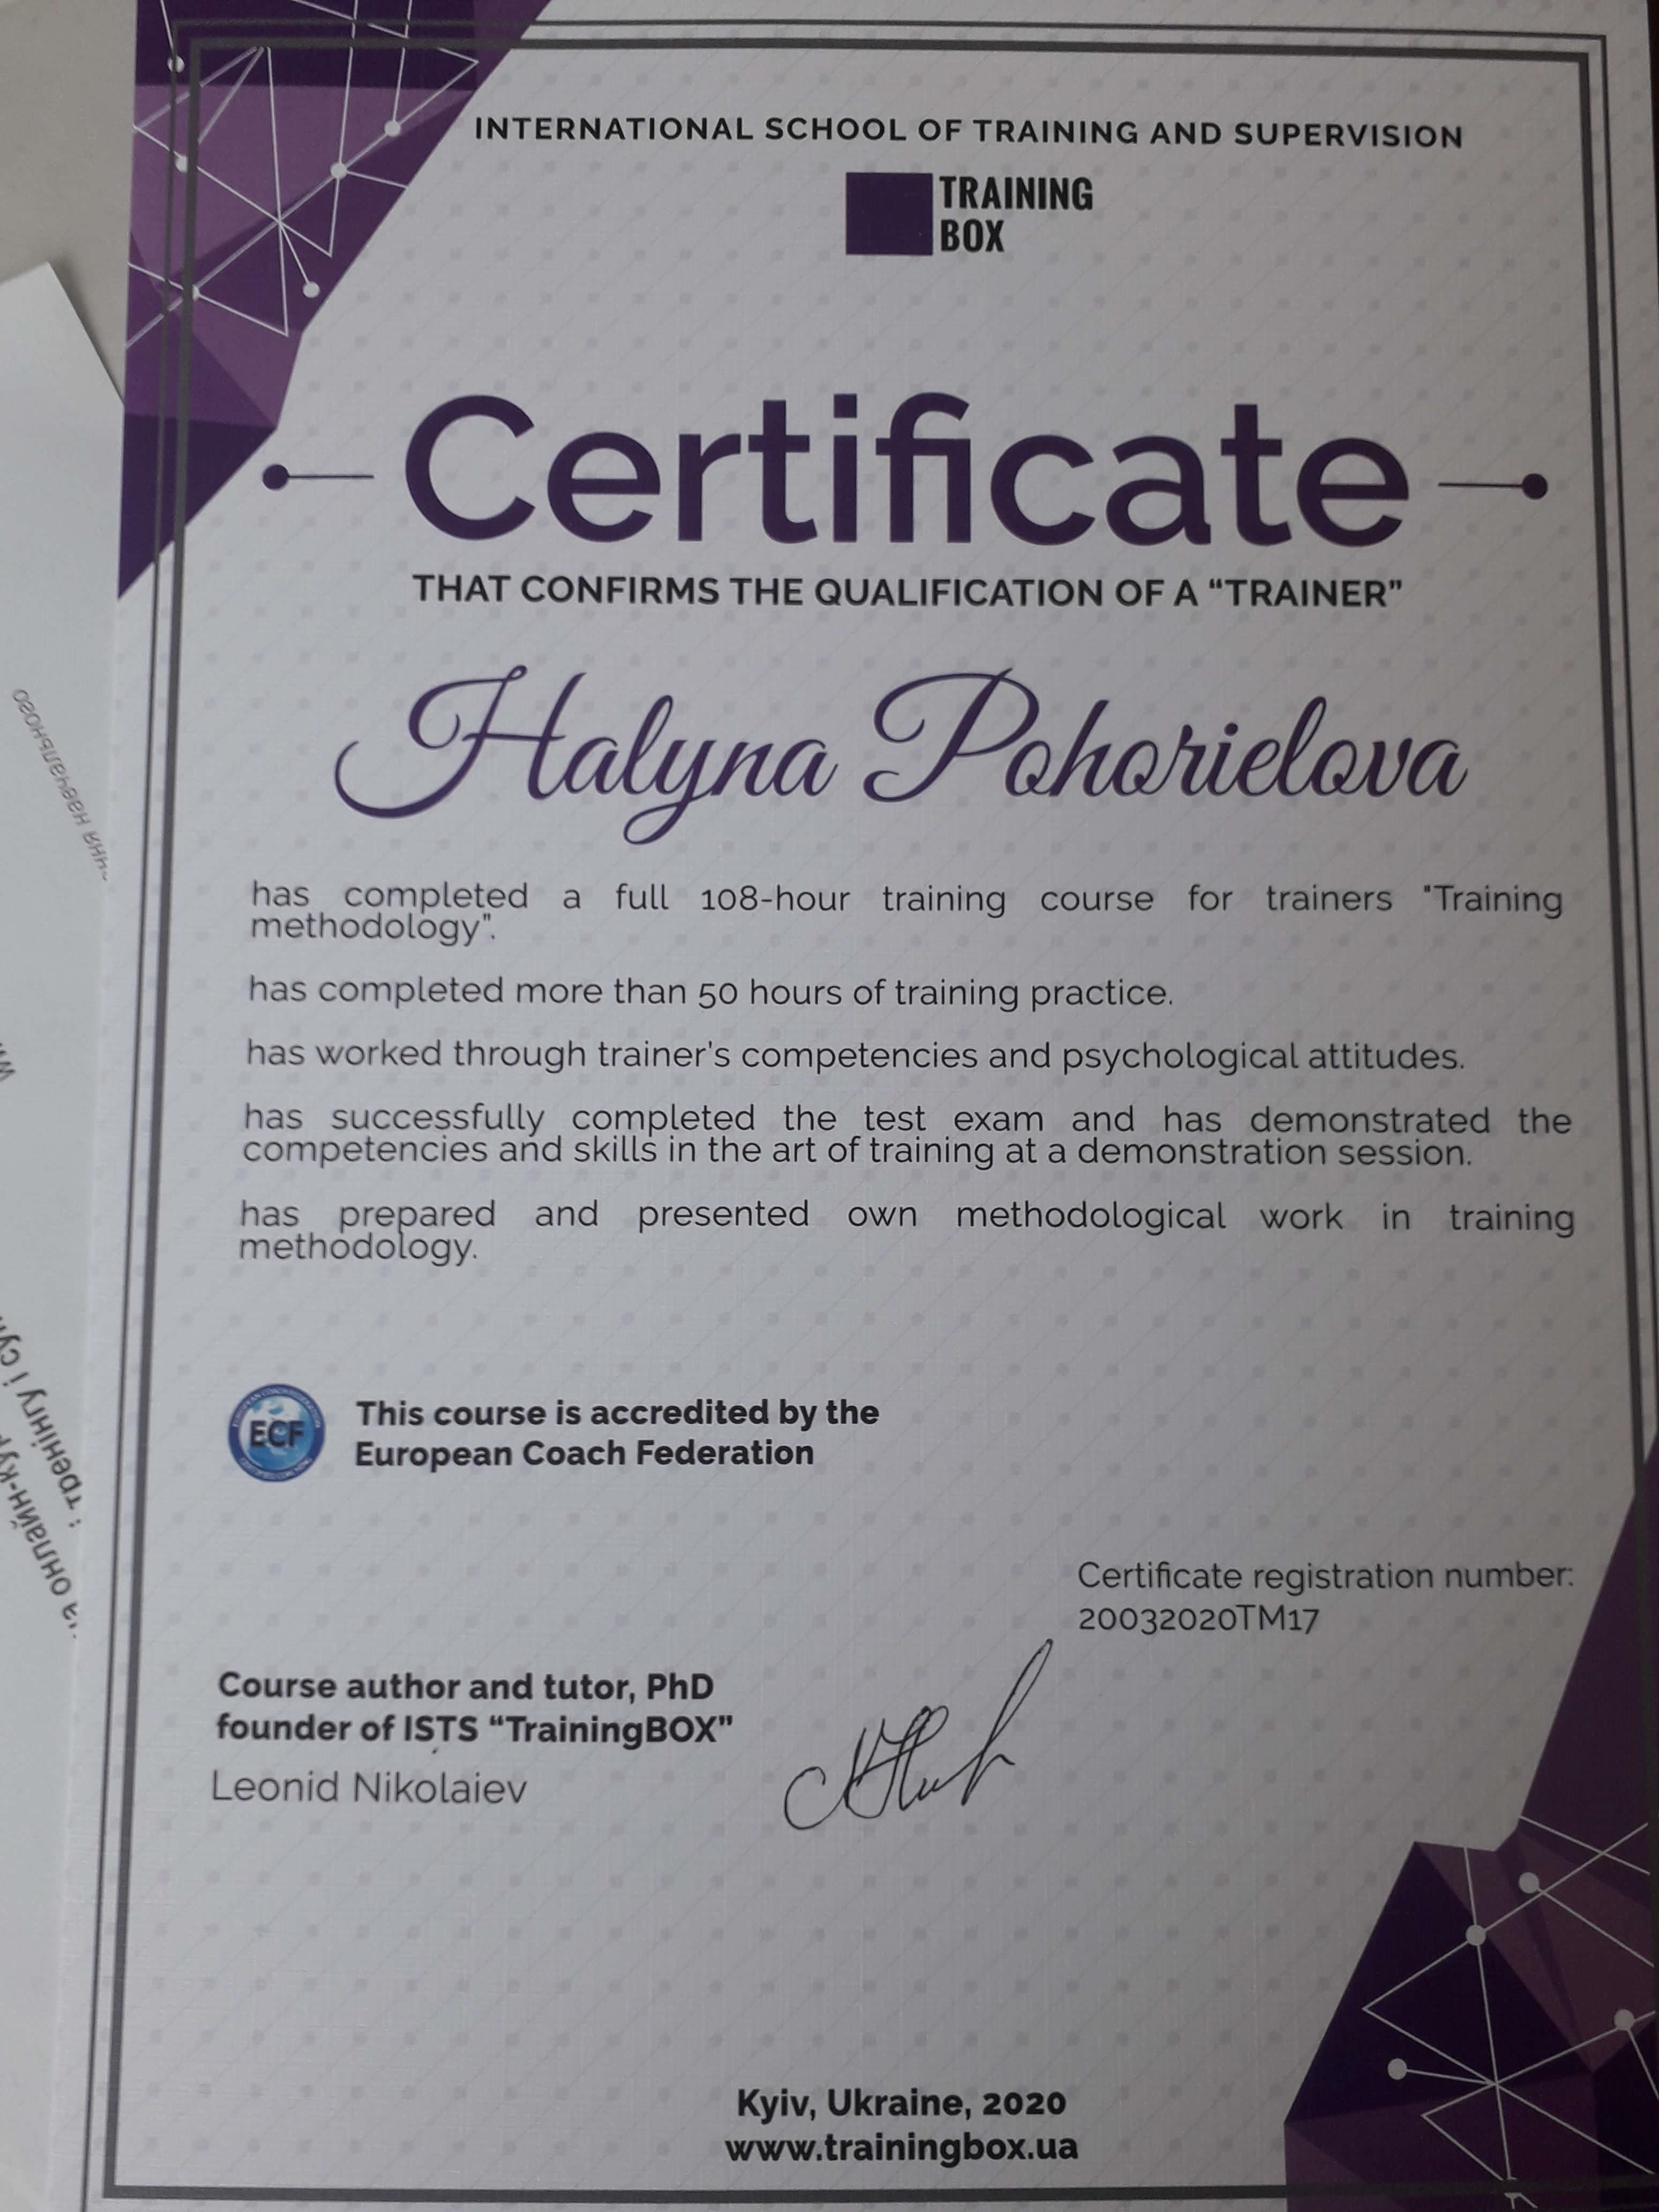 INTERNATIONAL SCHOOL OF TRAINING AND SUPERVISION
TRAINING
BOX
Certificate
THAT CONFIRMS THE QUALIFICATION OF A “TRAINER”
Halyna Pohorielova
has completed a full 108-hour training course for trainers "Training
methodology".
has completed more than 50 hours of training practice.
has worked through trainer's competencies and psychological attitudes.
has successfully completed the test exam and has demonstrated the
competencies and skills in the art of training at a demonstration session.
has prepared and presented own methodological work in training
methodology.
ECF
This course is accredited by the
European Coach Federation
Certificate registration number:
20032020TM17
Course author and tutor, PhD
founder of ISTS “TrainingBOX”
Leonid Nikolaiev
Kyiv, Ukraine, 2020
www.trainingbox.ua
навчального
тренінгу і